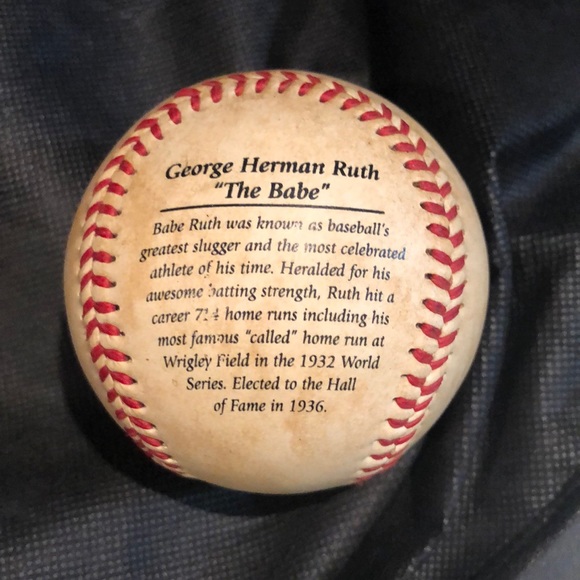 George Herman Ruth
"The Babe"
Babe Ruth was known as baseball's
greatest slugger and the most celebrated
athlete of his time. Heralded for his
awesome batting strength, Ruth hit a
career 714 home runs including his
most famous "called" home run at
Wrigley Field in the 1932 World
Series. Elected to the Hall
of Fame in 1936.